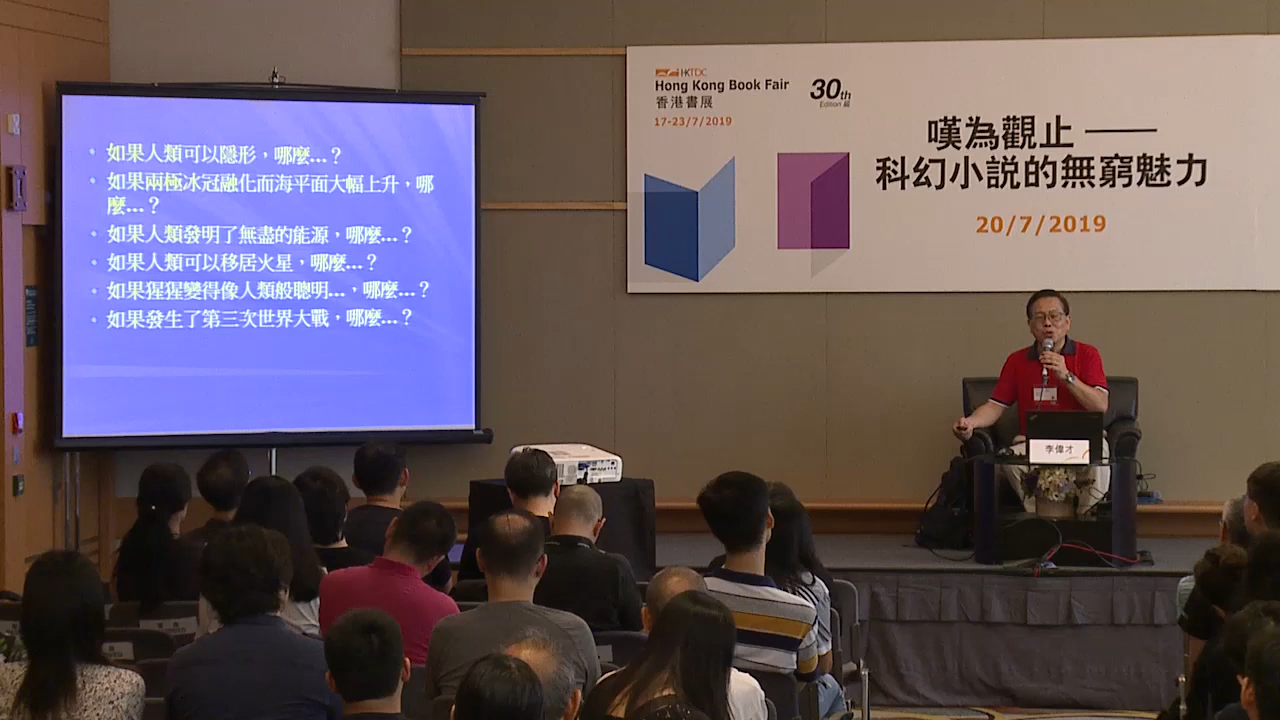 如果人類可以隱形，哪麼...？
如果兩極冰冠融化而海平面大幅上升，哪
麼...？
如果人類發明了無盡的能源，哪麼...？
如果人類可以移居火星，哪麼...？
如果猩猩變得像人類般聰明...，哪麼...？
如果發生了第三次世界大戰，哪麼...？
HKTDC
Hong Kong Book Fair
香港書展
17-23/7/2019
30th
Edition 屆
嘆為觀止 ——
科幻小説的無窮魅力
20/7/2019
李偉才